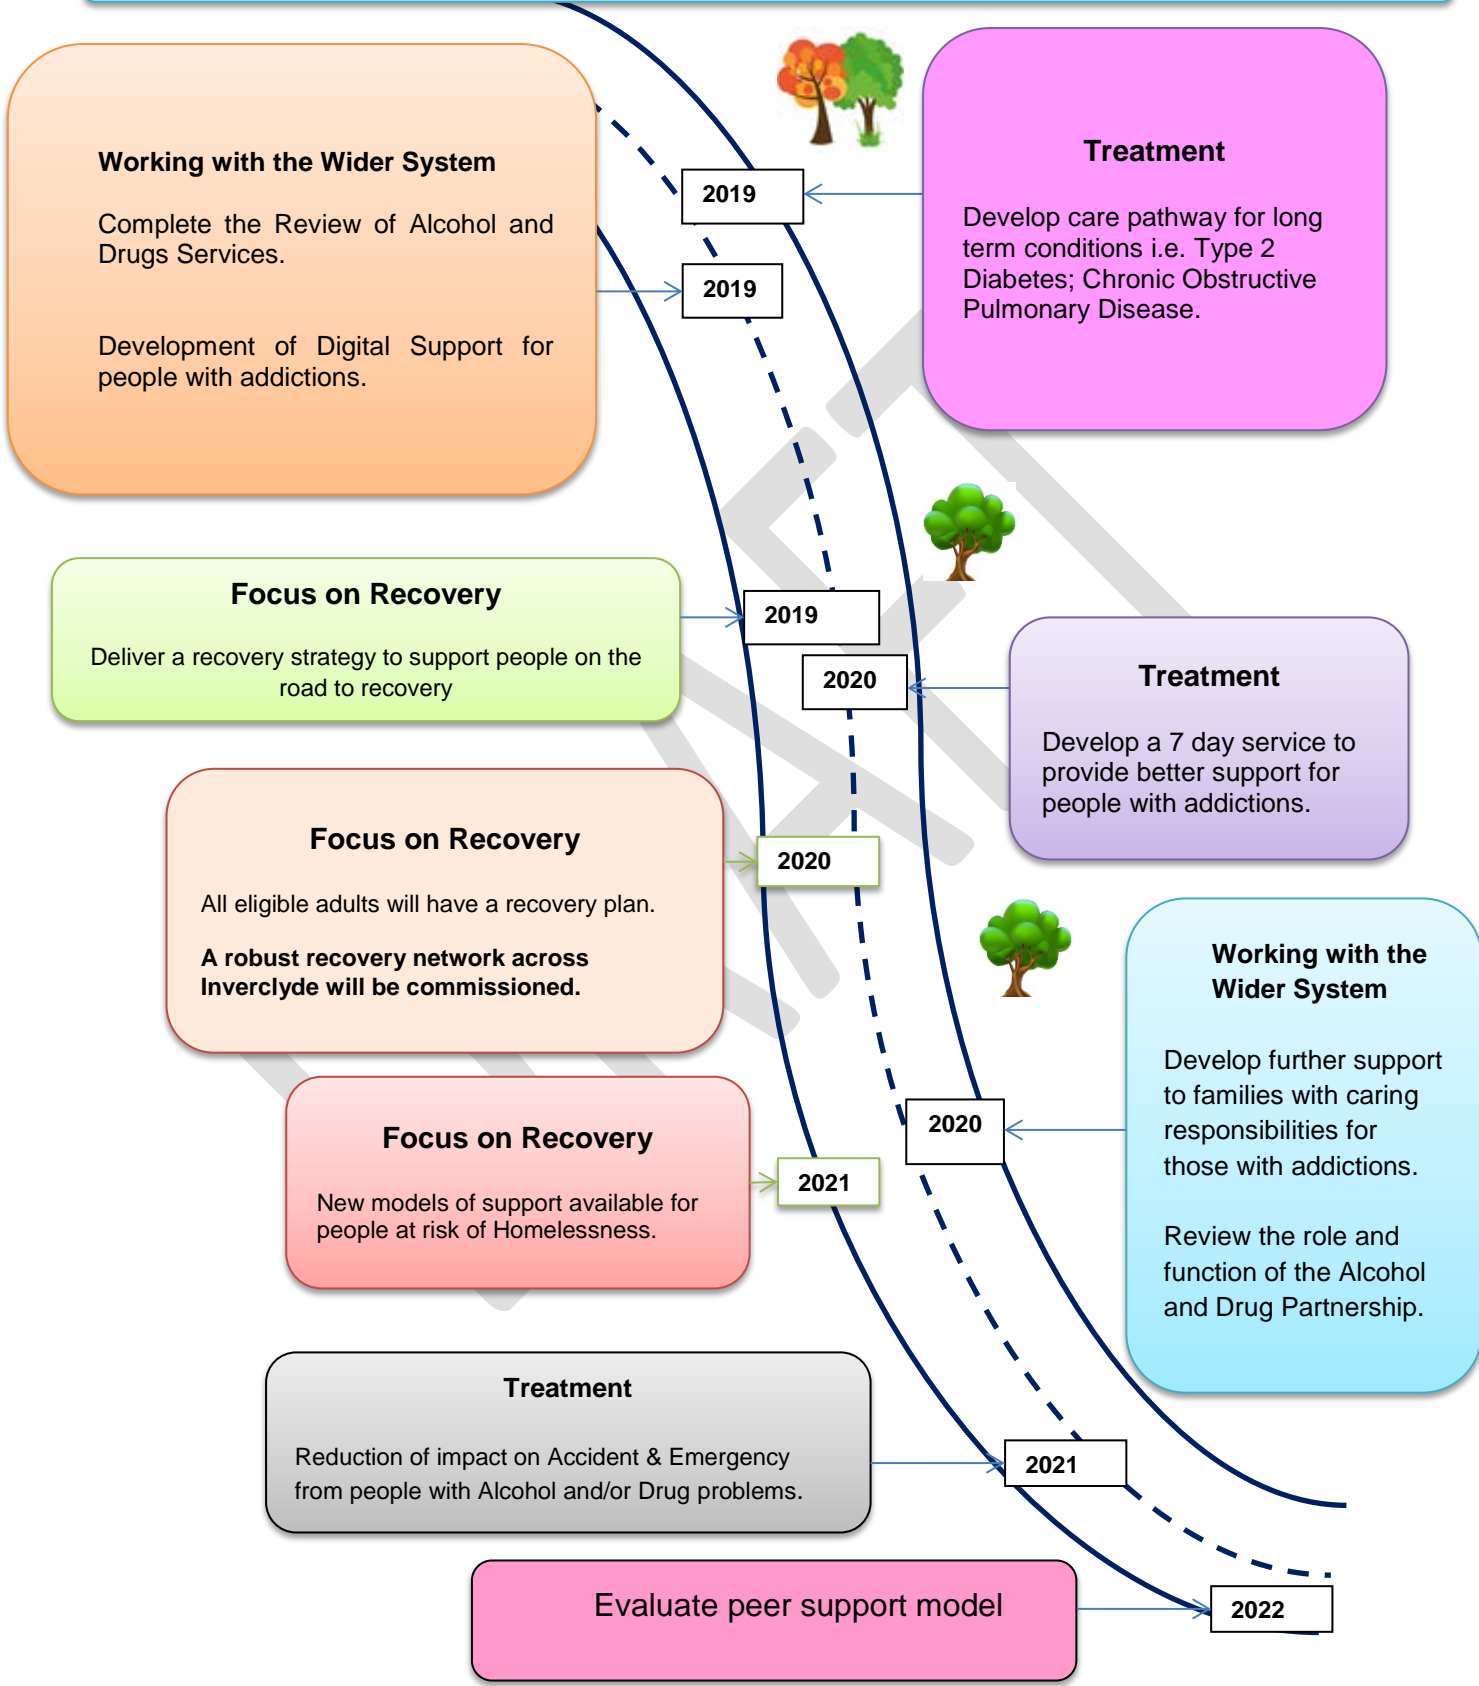 Working with the Wider System
Complete the Review of Alcohol and
Drugs Services.
Development of Digital Support for
people with addictions.
2019
Treatment
Develop care pathway for long
term conditions i.e. Type 2
Diabetes; Chronic Obstructive
Pulmonary Disease.
2019
Focus on Recovery
Deliver a recovery strategy to support people on the
road to recovery
2019
2020
Treatment
Develop a 7 day service to
provide better support for
people with addictions.
Focus on Recovery
All eligible adults will have a recovery plan.
A robust recovery network across
Inverclyde will be commissioned.
2020
Working with the
Wider System
Develop further support
to families with caring
responsibilities for
those with addictions.
Review the role and
function of the Alcohol
and Drug Partnership.
2020
Focus on Recovery
New models of support available for
people at risk of Homelessness.
2021
Treatment
Reduction of impact on Accident & Emergency
from people with Alcohol and/or Drug problems.
2021
Evaluate peer support model
2022
DRAFT